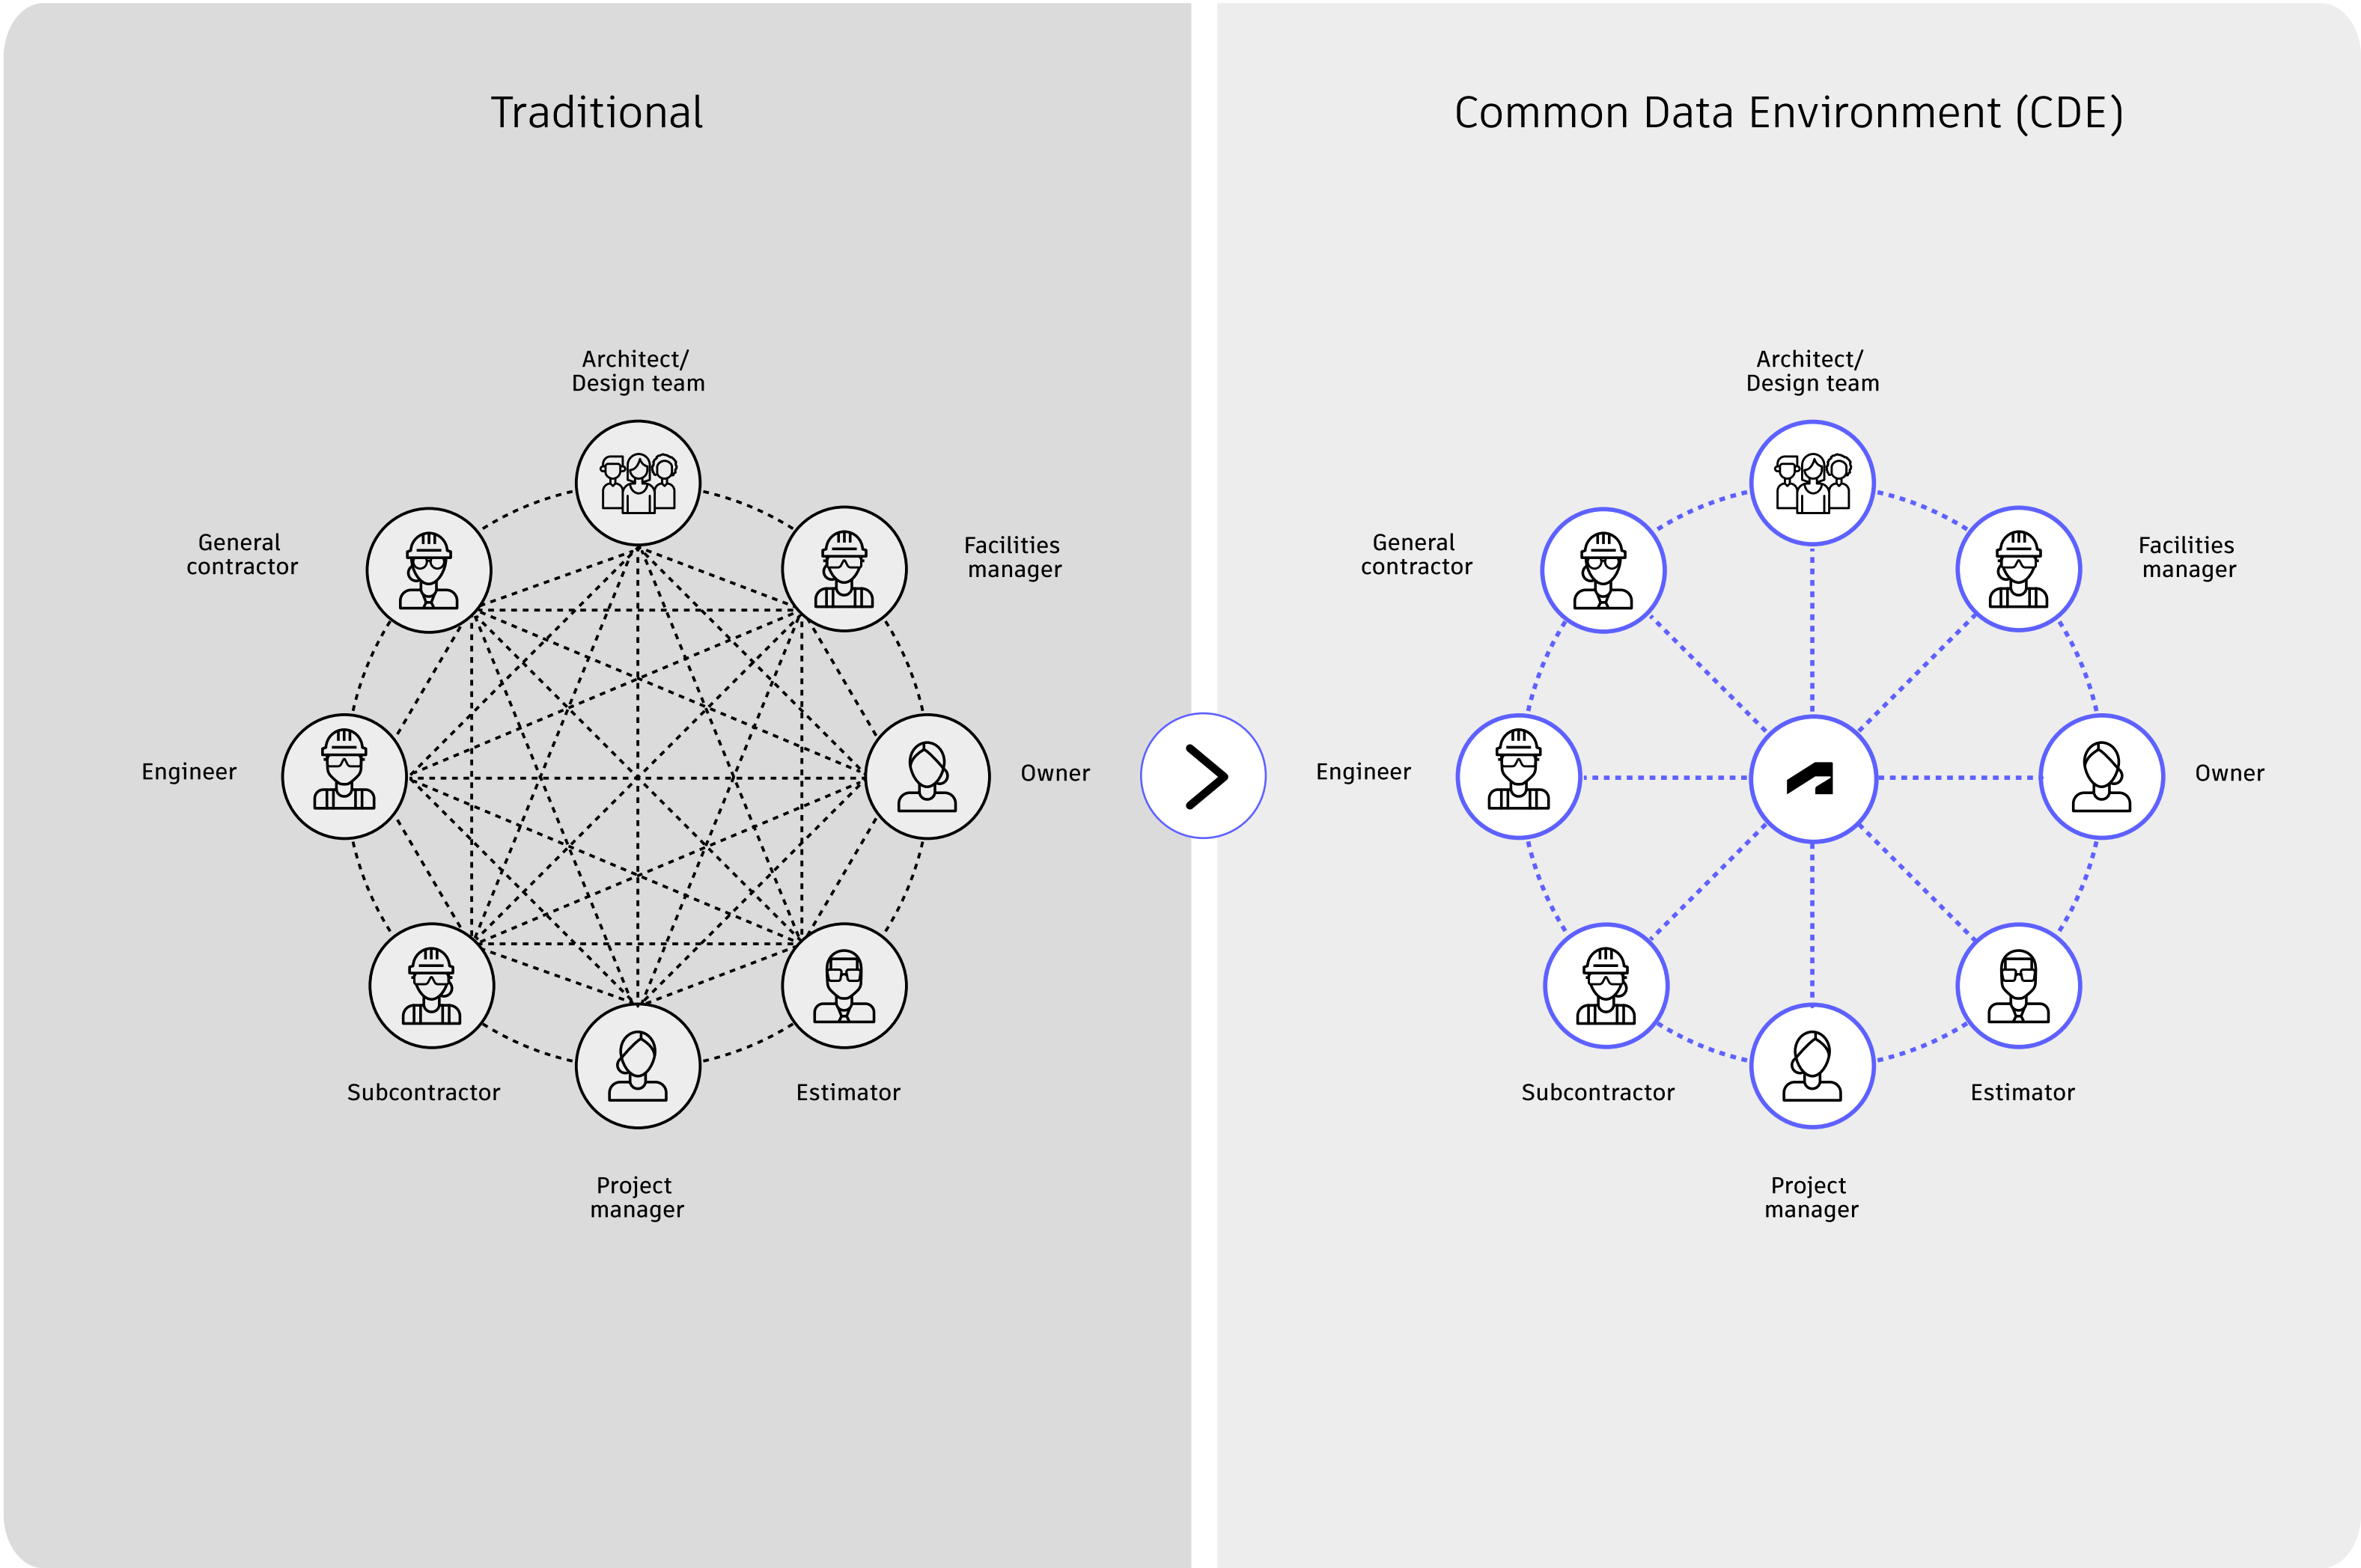 Traditional
Architect/
Design team
General
contractor
Facilities
manager
Engineer
Owner
Subcontractor
Estimator
Project
manager
Common Data Environment (CDE)
Architect/
Design team
General
contractor
Facilities
manager
Engineer
Owner
Subcontractor
Estimator
Project
manager